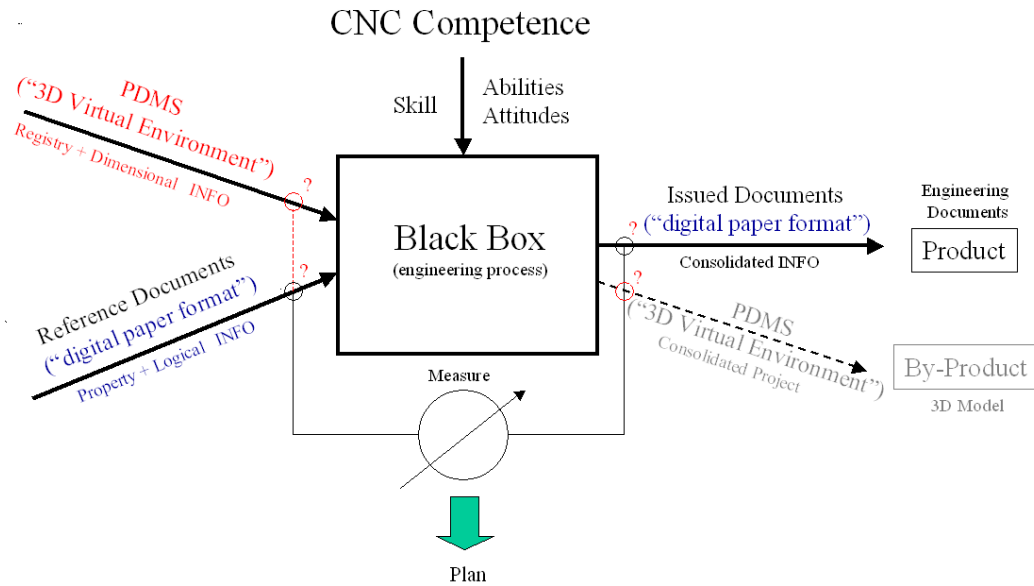 CNC Competence
Skill
Abilities
Attitudes
PDMS
(“3D Virtual Environment”)
Registry + Dimensional INFO
?
Reference Documents
(“digital paper format”)
Property + Logical INFO
?
Black Box
(engineering process)
?
Issued Documents
(“digital paper format”)
Consolidated INFO
Engineering
Documents
Product
?
PDMS
(“3D Virtual Environment”)
Consolidated Project
By-Product
3D Model
Measure
Plan